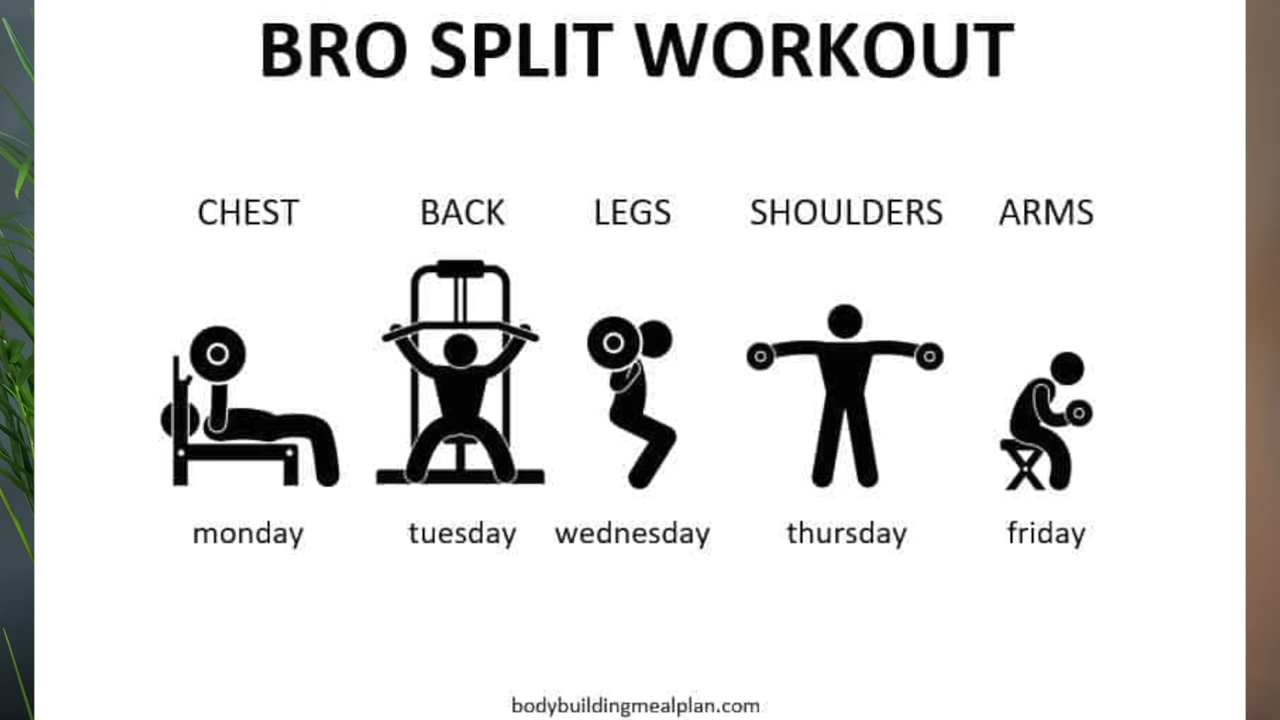 BRO SPLIT WORKOUT
CHEST BACK LEGS SHOULDERS ARMS
monday tuesday wednesday thursday friday
bodybuildingmealplan.com